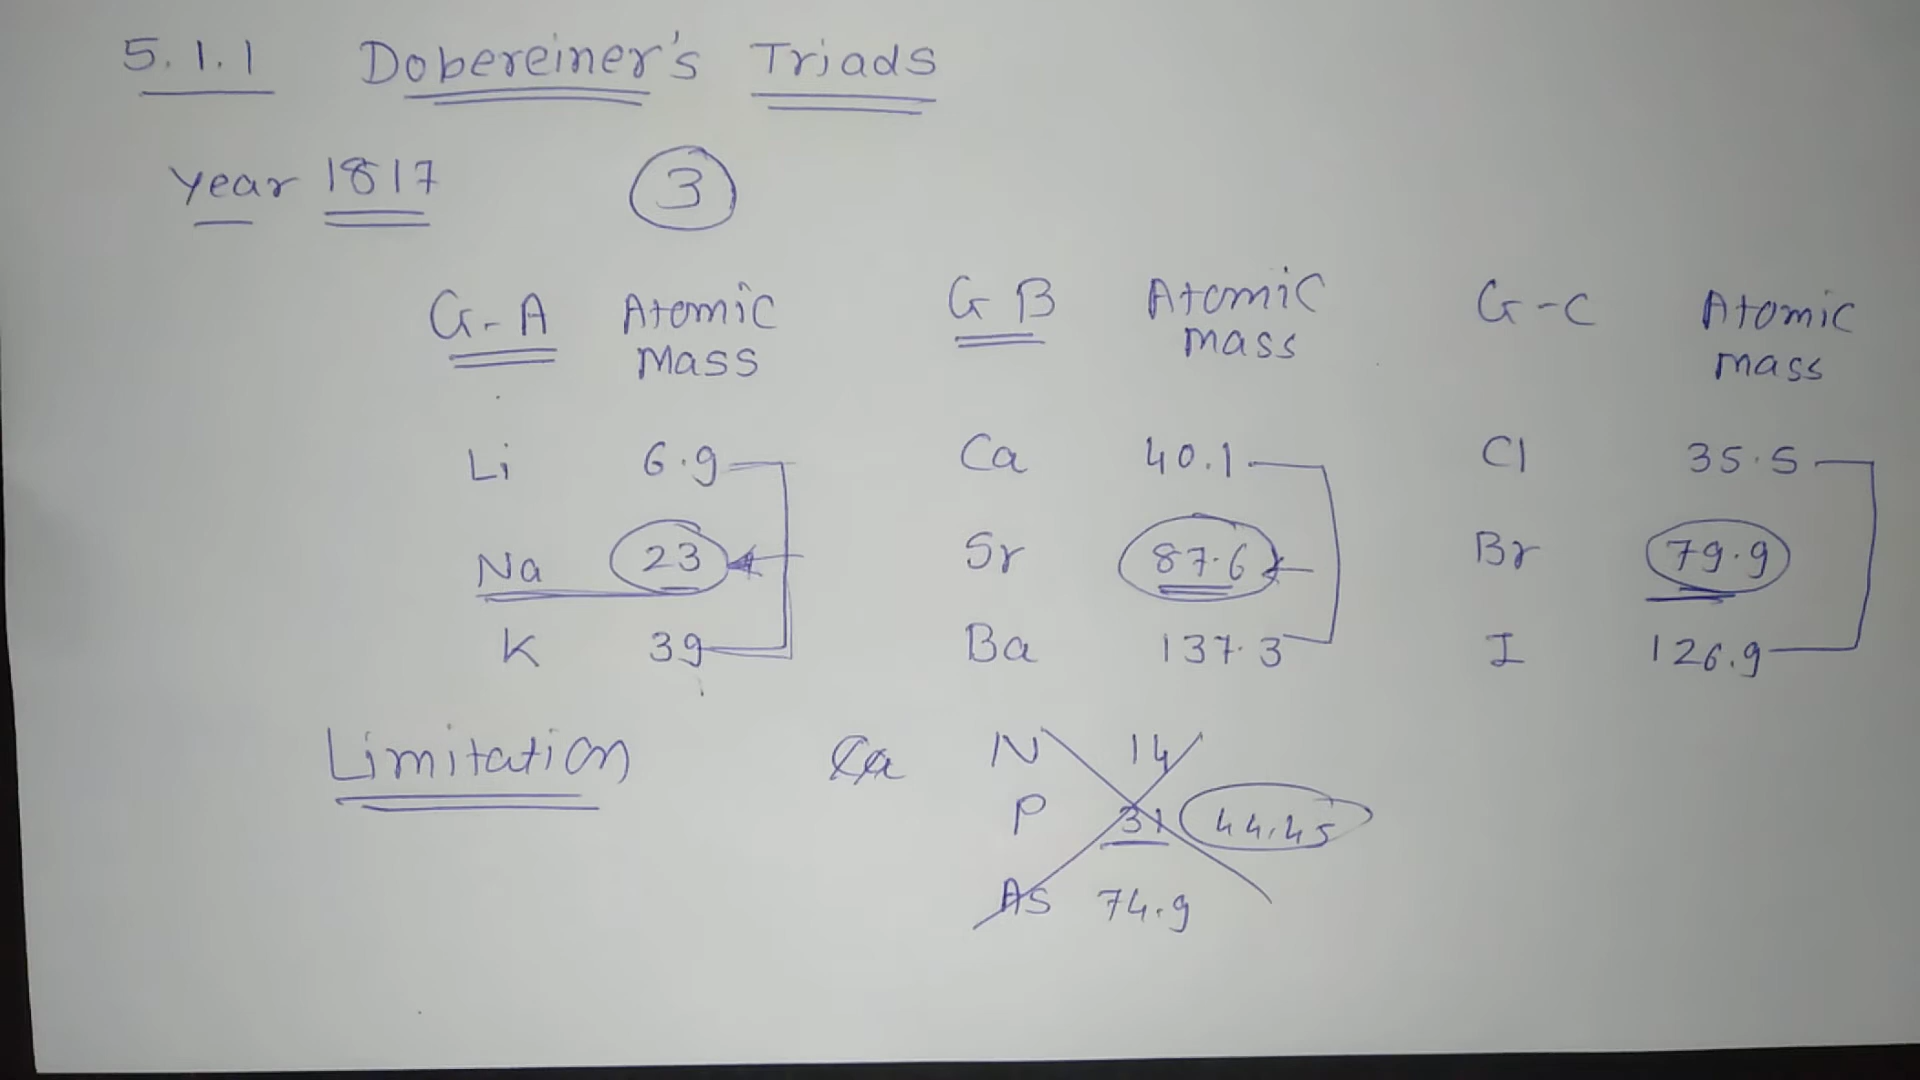 5.1.1 Dobereiner's Triads
Year 1817 3
G-A Atomic Mass G B Atomic mass G-C Atomic mass
Li 6.9 Ca 40.1 Cl 35.5
Na 23 Sr 87.6 Br 79.9
K 39 Ba 137.3 I 126.9
Limitation Ca N 14
P 31 44.45
As 74.9